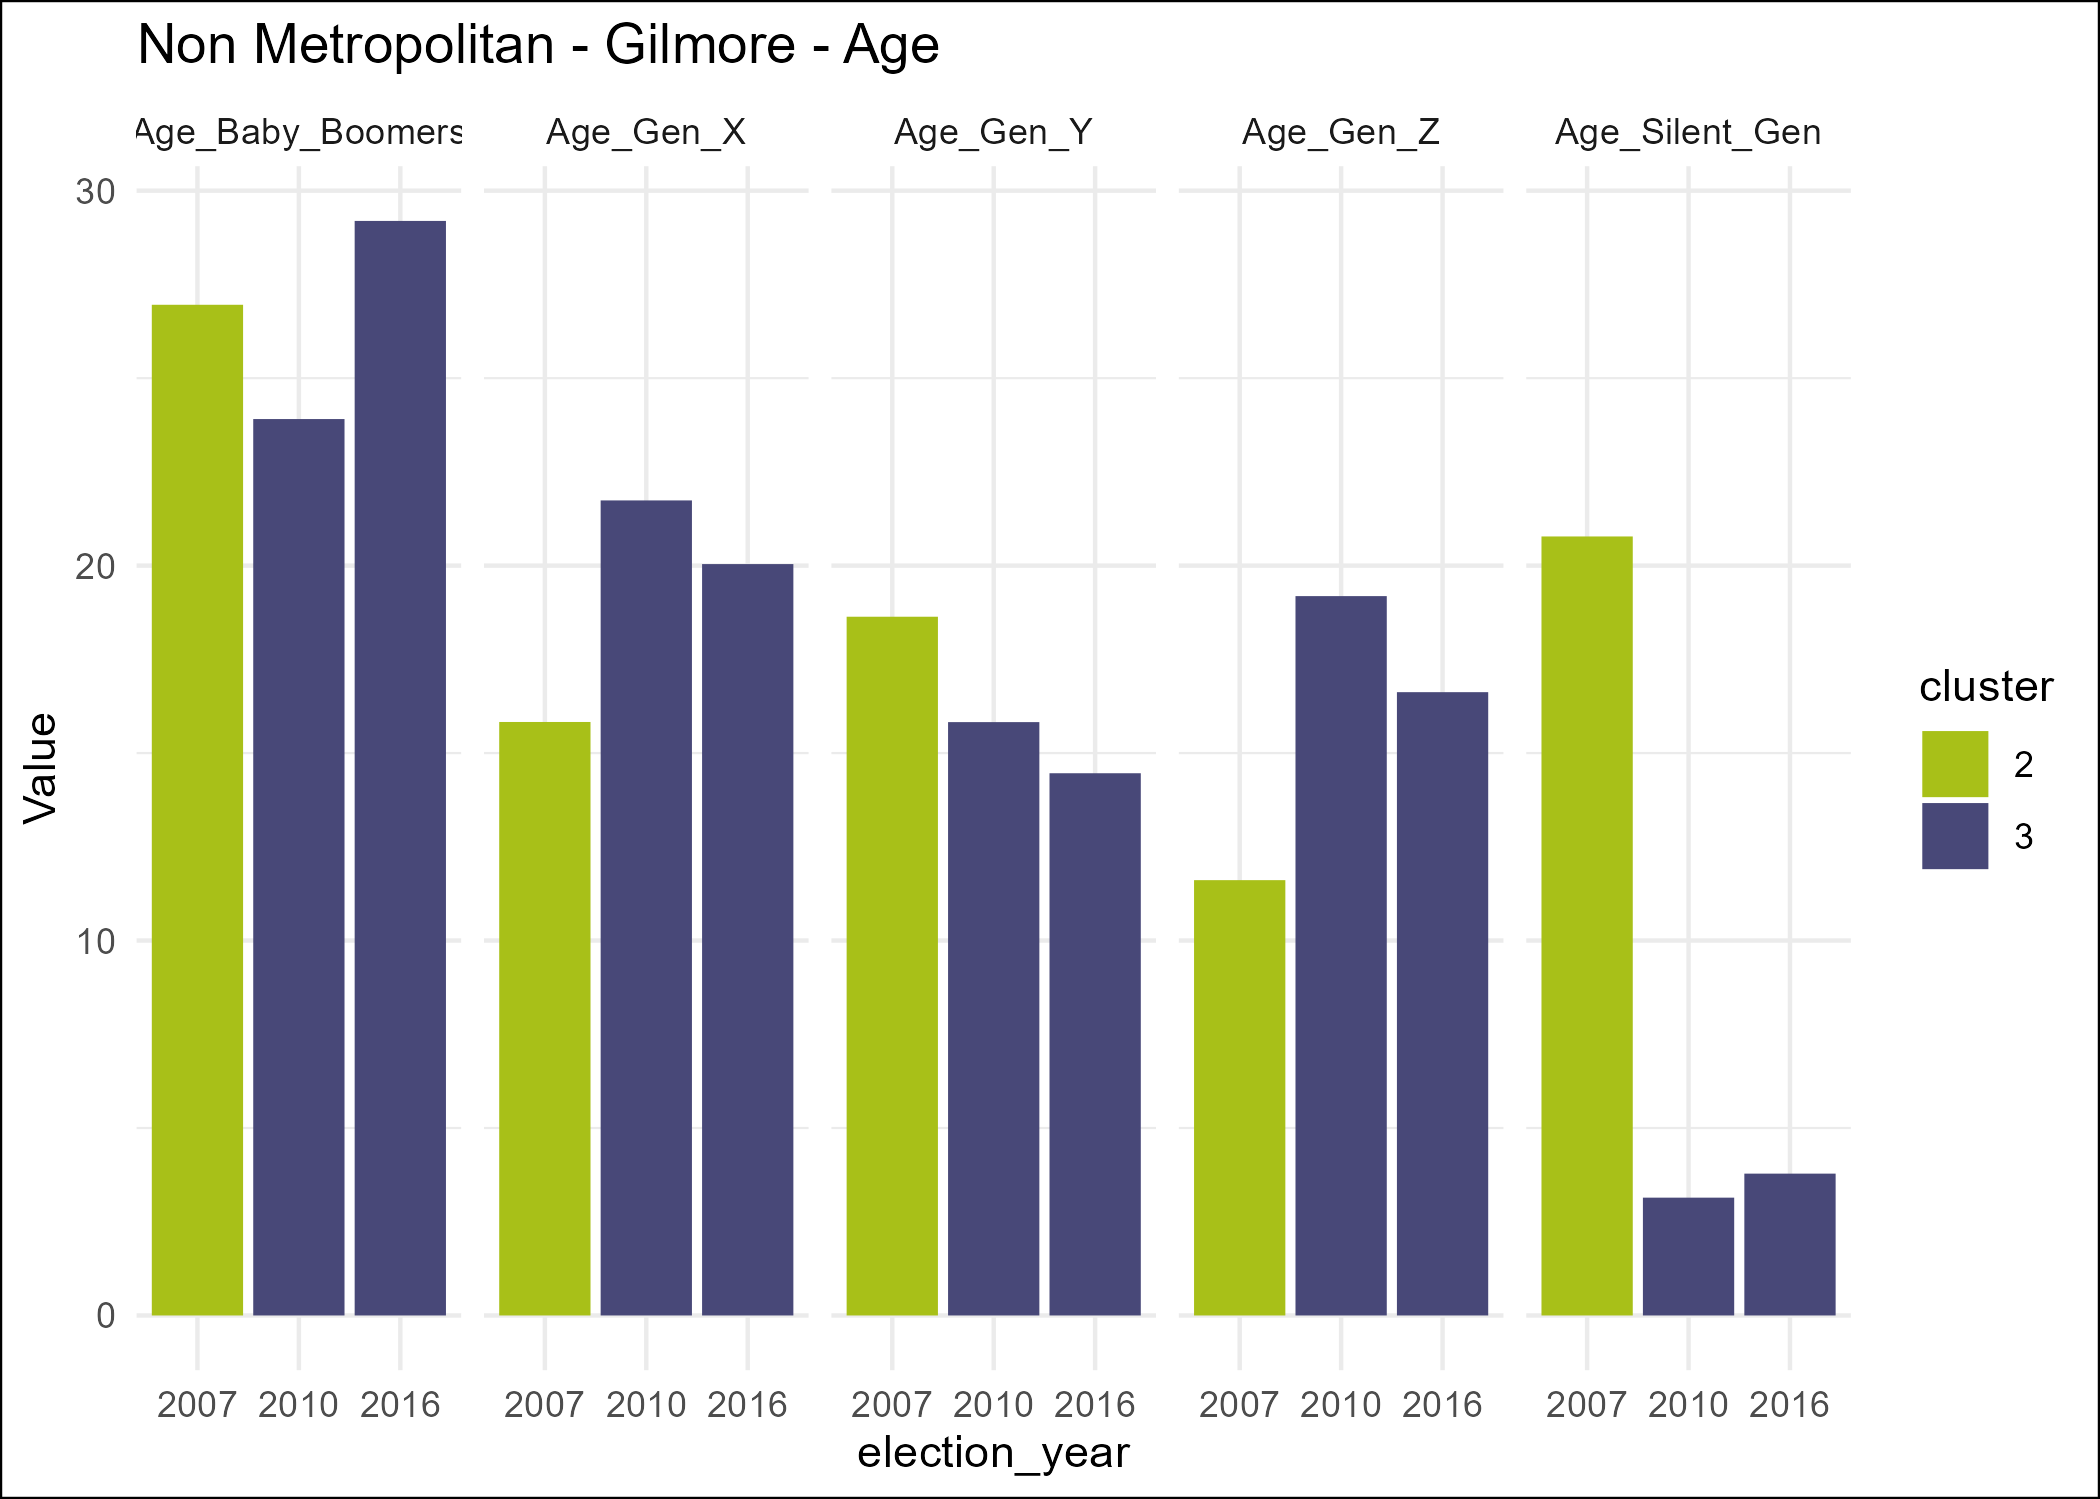 Non Metropolitan - Gilmore - Age
Age_Baby_Boomers Age_Gen_X Age_Gen_Y Age_Gen_Z Age_Silent_Gen
30
20
10
0
Value
2007 2010 2016 2007 2010 2016 2007 2010 2016 2007 2010 2016 2007 2010 2016
election_year
cluster
2
3